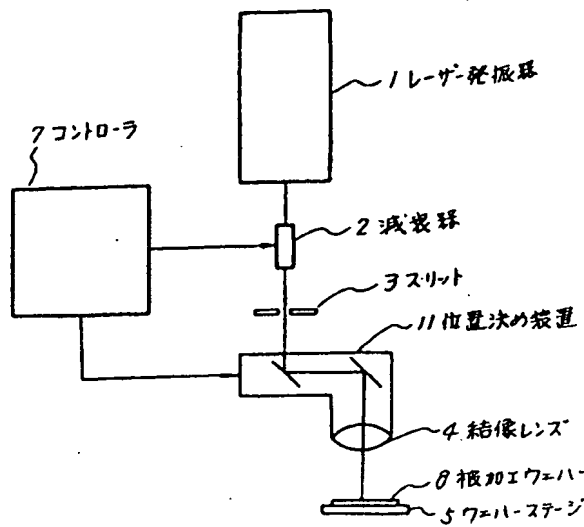 1 レーザー発振器
7 コントローラ
2 減衰器
3 スリット
11 位置決め装置
4 結像レンズ
8 被加工ウェハー
5 ウェハーステージ